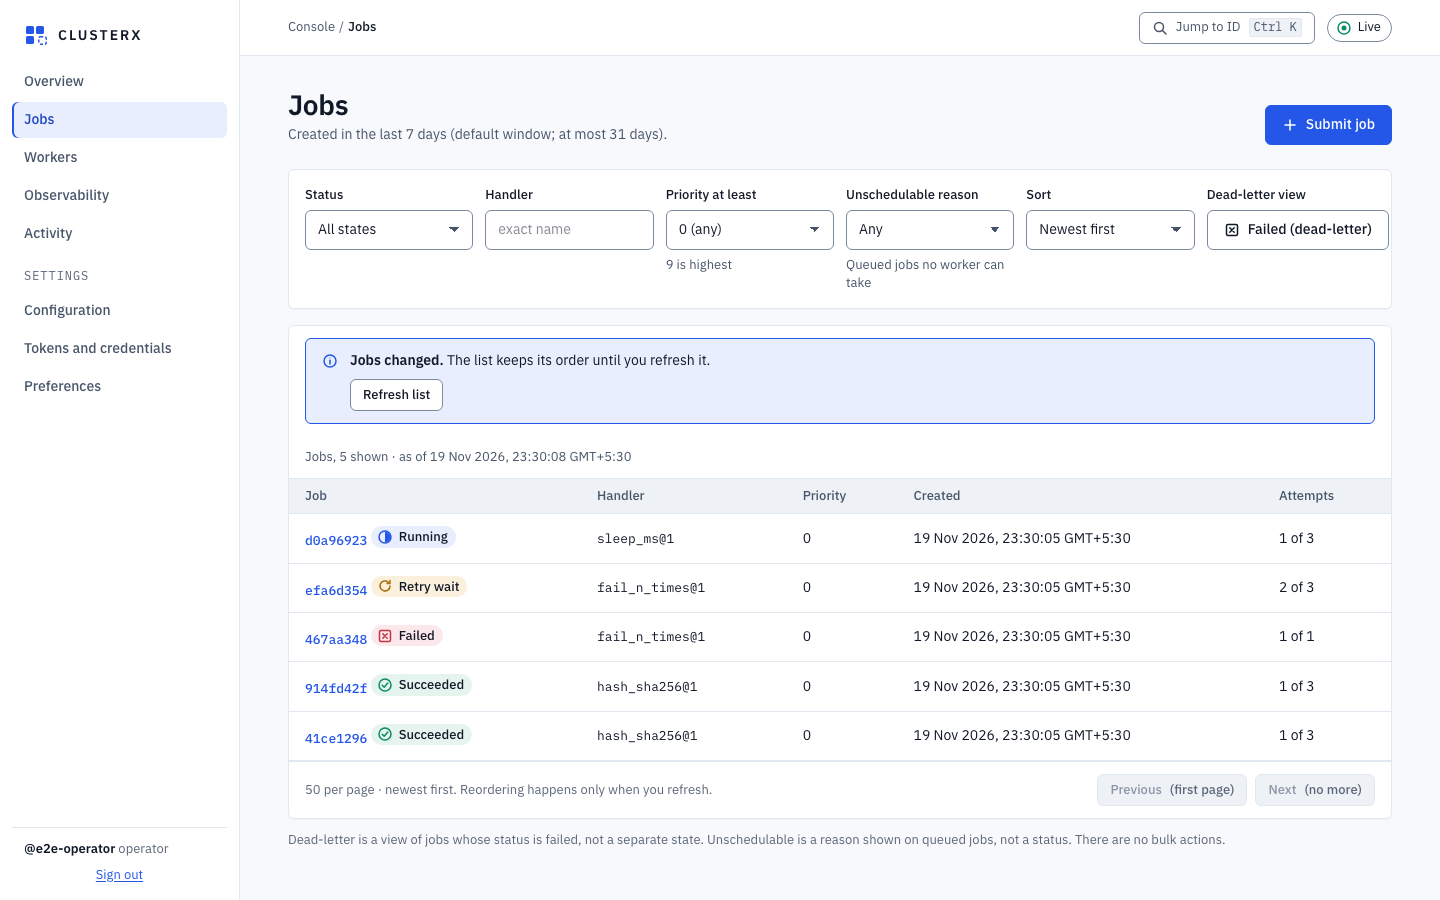 CLUSTERX
Overview
Jobs
Workers
Observability
Activity
SETTINGS
Configuration
Tokens and credentials
Preferences
@e2e-operator operator
Sign out
Console / Jobs
Jump to ID Ctrl K
Live
Jobs
Created in the last 7 days (default window; at most 31 days).
Submit job
Status Handler Priority at least Unschedulable reason Sort Dead-letter view
All states exact name 0 (any) Any Newest first Failed (dead-letter)
9 is highest Queued jobs no worker can
take
Jobs changed. The list keeps its order until you refresh it.
Refresh list
Jobs, 5 shown · as of 19 Nov 2026, 23:30:08 GMT+5:30
Job Handler Priority Created Attempts
d0a96923 Running sleep_ms@1 0 19 Nov 2026, 23:30:05 GMT+5:30 1 of 3
efa6d354 Retry wait fail_n_times@1 0 19 Nov 2026, 23:30:05 GMT+5:30 2 of 3
467aa348 Failed fail_n_times@1 0 19 Nov 2026, 23:30:05 GMT+5:30 1 of 1
914fd42f Succeeded hash_sha256@1 0 19 Nov 2026, 23:30:05 GMT+5:30 1 of 3
41ce1296 Succeeded hash_sha256@1 0 19 Nov 2026, 23:30:05 GMT+5:30 1 of 3
50 per page · newest first. Reordering happens only when you refresh. Previous (first page) Next (no more)
Dead-letter is a view of jobs whose status is failed, not a separate state. Unschedulable is a reason shown on queued jobs, not a status. There are no bulk actions.